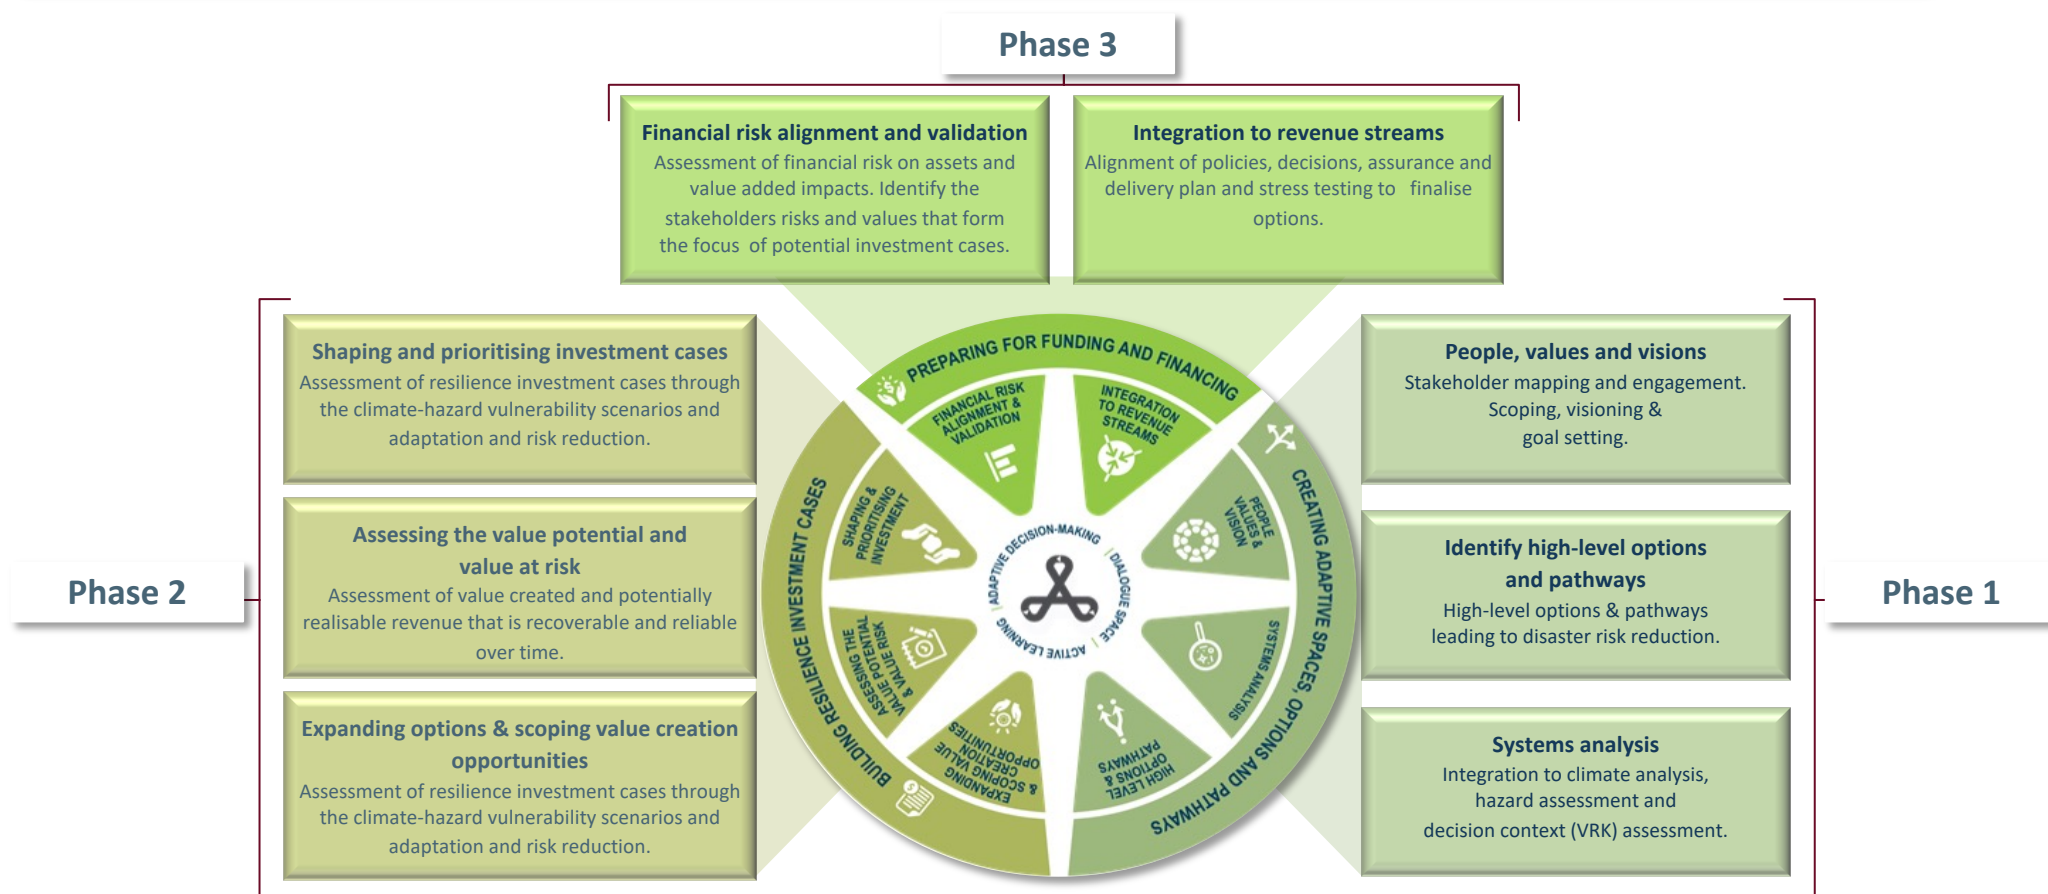 Phase 3
Financial risk alignment and validation
Assessment of financial risk on assets and
value added impacts. Identify the
stakeholders risks and values that form
the focus of potential investment cases.
Integration to revenue streams
Alignment of policies, decisions, assurance and
delivery plan and stress testing to finalise
options.
Phase 2
Shaping and prioritising investment cases
Assessment of resilience investment cases through
the climate-hazard vulnerability scenarios and
adaptation and risk reduction.
Assessing the value potential and
value at risk
Assessment of value created and potentially
realisable revenue that is recoverable and reliable
over time.
Expanding options & scoping value creation
opportunities
Assessment of resilience investment cases through
the climate-hazard vulnerability scenarios and
adaptation and risk reduction.
PREPARING FOR FUNDING AND FINANCING
FINANCIAL RISK
ALIGNMENT &
VALIDATION
INTEGRATION
TO REVENUE
STREAMS
CREATING ADAPTIVE SPACES, OPTIONS AND PATHWAYS
PEOPLE
VALUES &
VISION
SYSTEMS ANALYSIS
HIGH LEVEL
OPTIONS &
PATHWAYS
BUILDING RESILIENCE INVESTMENT CASES
EXPANDING
& SCOPING VALUE
CREATION
OPPORTUNITIES
ASSESSING THE
VALUE POTENTIAL
& VALUE RISK
SHAPING &
PRIORITISING
INVESTMENT
ADAPTIVE DECISION-MAKING | DIALOGUE SPACE | ACTIVE LEARNING |
People, values and visions
Stakeholder mapping and engagement.
Scoping, visioning &
goal setting.
Identify high-level options
and pathways
High-level options & pathways
leading to disaster risk reduction.
Systems analysis
Integration to climate analysis,
hazard assessment and
decision context (VRK) assessment.
Phase 1